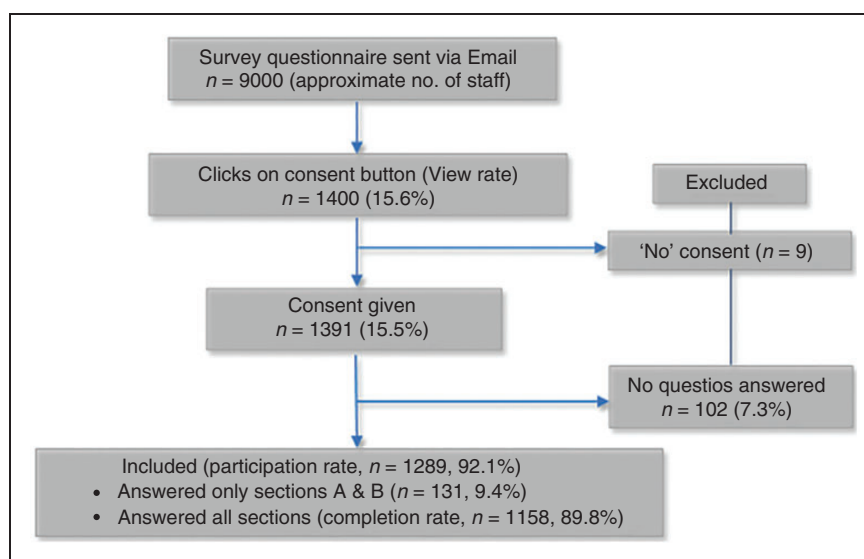 Survey questionnaire sent via Email
n = 9000 (approximate no. of staff)
Clicks on consent button (View rate)
n = 1400 (15.6%)
Excluded
'No' consent (n = 9)
Consent given
n = 1391 (15.5%)
No questios answered
n = 102 (7.3%)
Included (participation rate, n = 1289, 92.1%)
• Answered only sections A & B (n = 131, 9.4%)
• Answered all sections (completion rate, n = 1158, 89.8%)